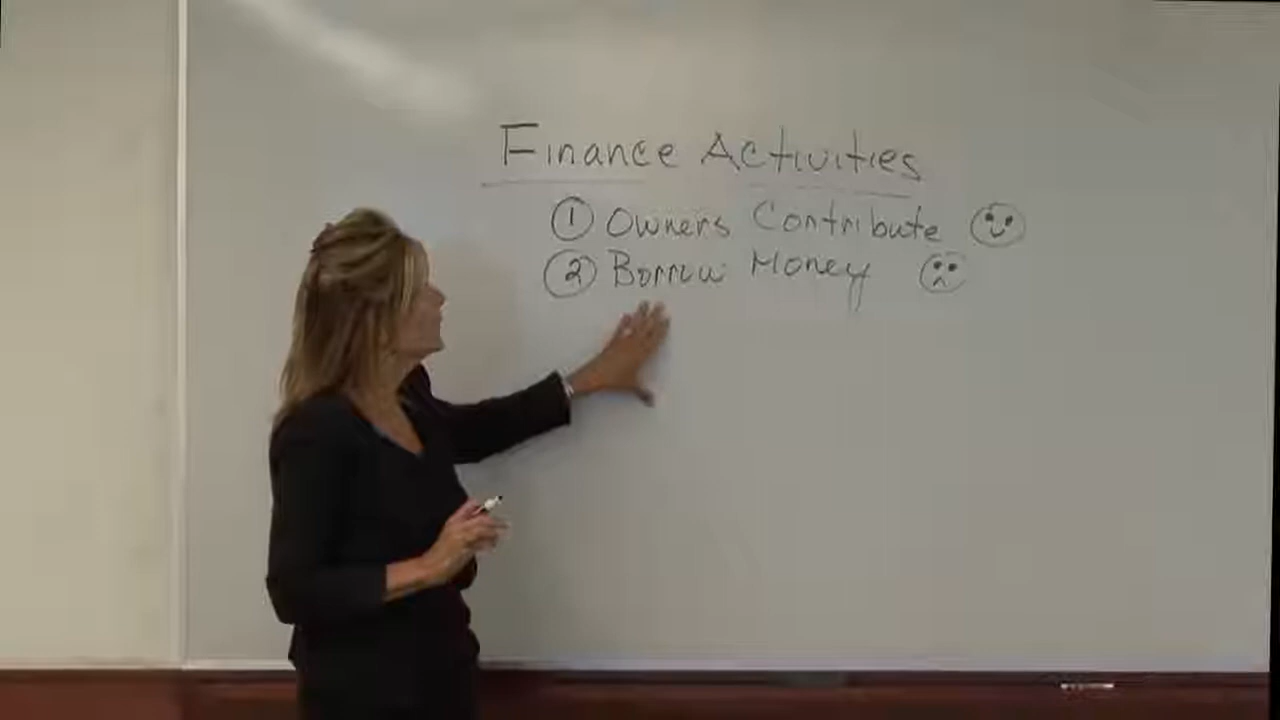 Finance Activities
① Owners Contribute
② Borrow Money